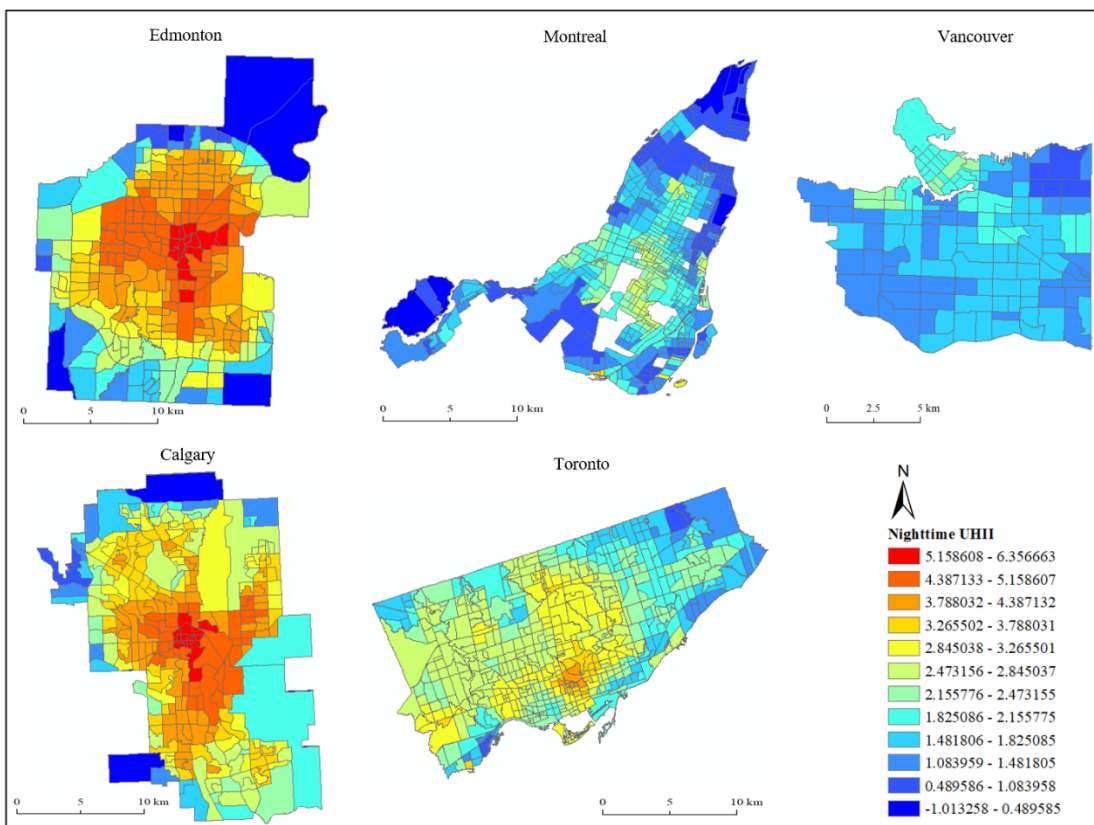 Edmonton
Montreal
Vancouver
0 5 10 km
0 5 10 km
0 2.5 5 km
Calgary
Toronto
N
Nighttime UHII
5.158608 - 6.356663
4.387133 - 5.158607
3.788032 - 4.387132
3.265502 - 3.788031
2.845038 - 3.265501
2.473156 - 2.845037
2.155776 - 2.473155
1.825086 - 2.155775
1.481806 - 1.825085
1.083959 - 1.481805
0.489586 - 1.083958
-1.013258 - 0.489585
0 5 10 km
0 5 10 km